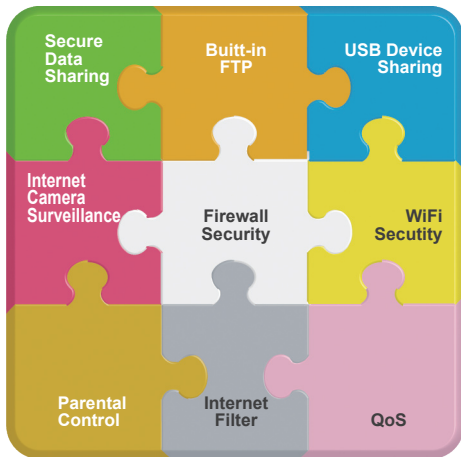 Secure
Data
Sharing
Buitt-in
FTP
USB Device
Sharing
Internet
Camera
Surveillance
Firewall
Security
WiFi
Secutity
Parental
Control
Internet
Filter
QoS